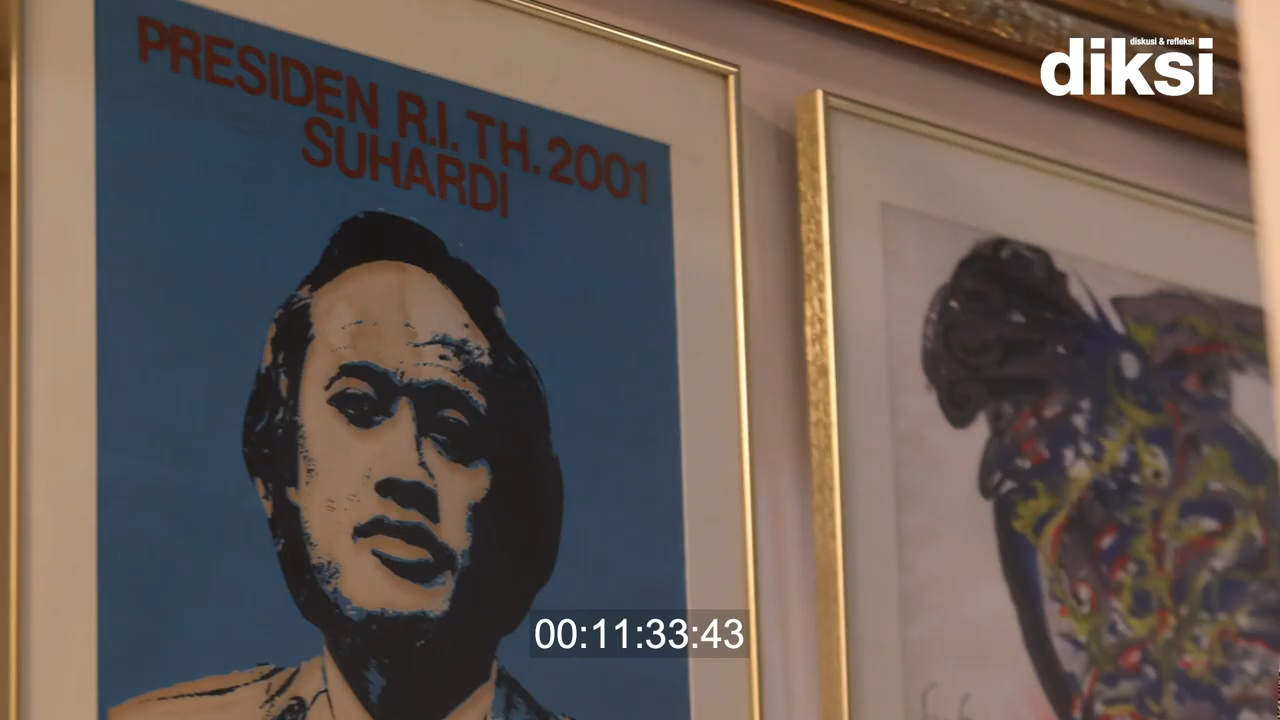 PRESIDEN R.I. TH. 2001
SUHARDI
diskusi & refleksi
diksi
00:11:33:43